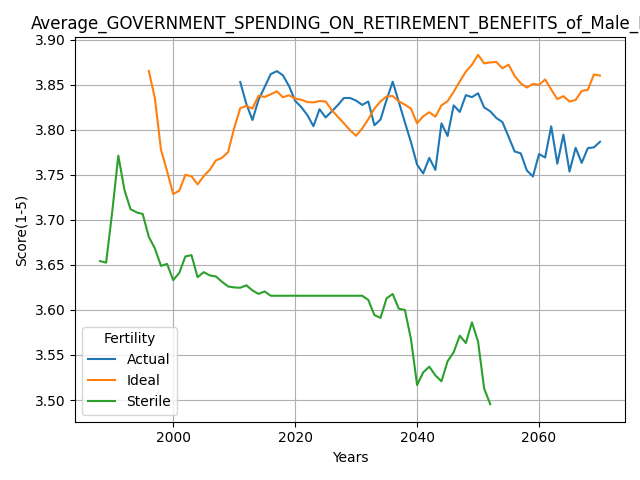 Average_GOVERNMENT_SPENDING_ON_RETIREMENT_BENEFITS_of_Male_
3.90
3.85
3.80
3.75
3.70
3.65
3.60
3.55
3.50
Score(1-5)
Fertility
Actual
Ideal
Sterile
2000 2020 2040 2060
Years